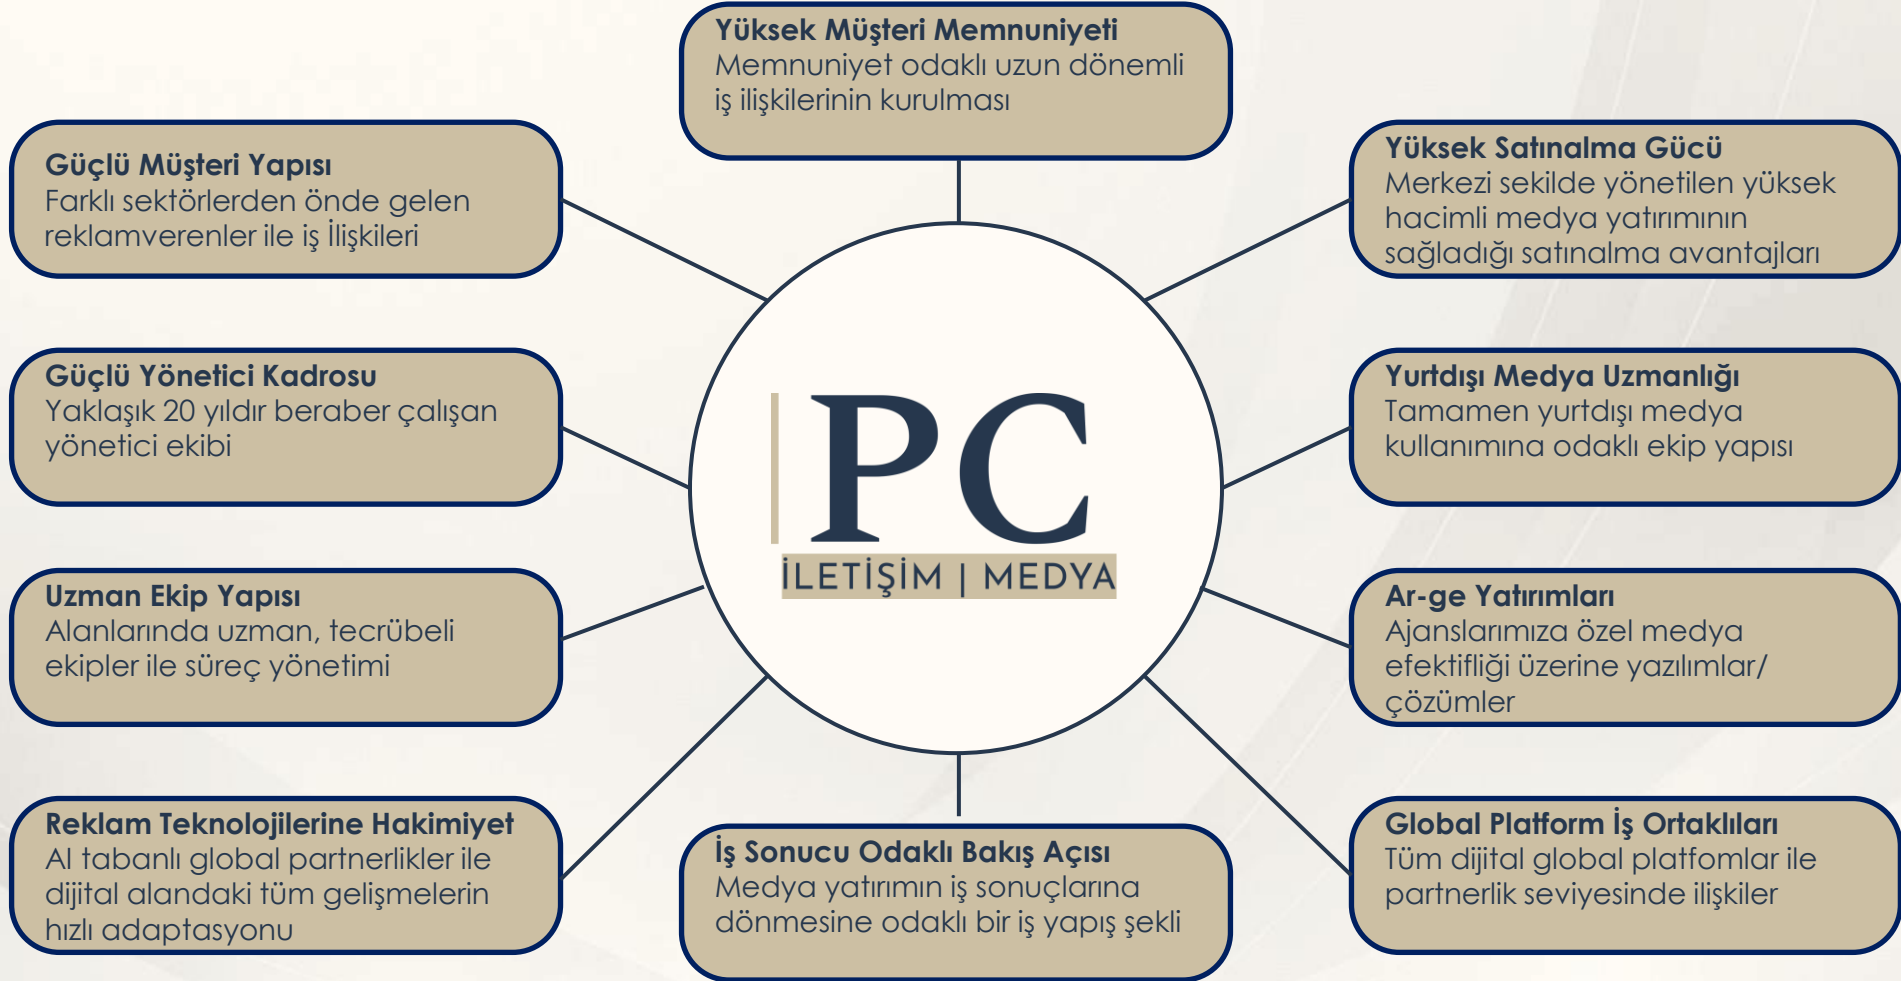 Yüksek Müşteri Memnuniyeti
Memnuniyet odaklı uzun dönemli
iş ilişkilerinin kurulması
Güçlü Müşteri Yapısı
Farklı sektörlerden önde gelen
reklamverenler ile iş İlişkileri
Yüksek Satınalma Gücü
Merkezi sekilde yönetilen yüksek
hacimli medya yatırımının
sağladığı satınalma avantajları
Güçlü Yönetici Kadrosu
Yaklaşık 20 yıldır beraber çalışan
yönetici ekibi
Yurtdışı Medya Uzmanlığı
Tamamen yurtdışı medya
kullanımına odaklı ekip yapısı
PC
İLETİŞİM | MEDYA
Uzman Ekip Yapısı
Alanlarında uzman, tecrübeli
ekipler ile süreç yönetimi
Ar-ge Yatırımları
Ajanslarımıza özel medya
efektifliği üzerine yazılımlar/
çözümler
Reklam Teknolojilerine Hakimiyet
AI tabanlı global partnerlikler ile
dijital alandaki tüm gelişmelerin
hızlı adaptasyonu
İş Sonucu Odaklı Bakış Açısı
Medya yatırımın iş sonuçlarına
dönmesine odaklı bir iş yapış şekli
Global Platform İş Ortaklıları
Tüm dijital global platfomlar ile
partnerlik seviyesinde ilişkiler